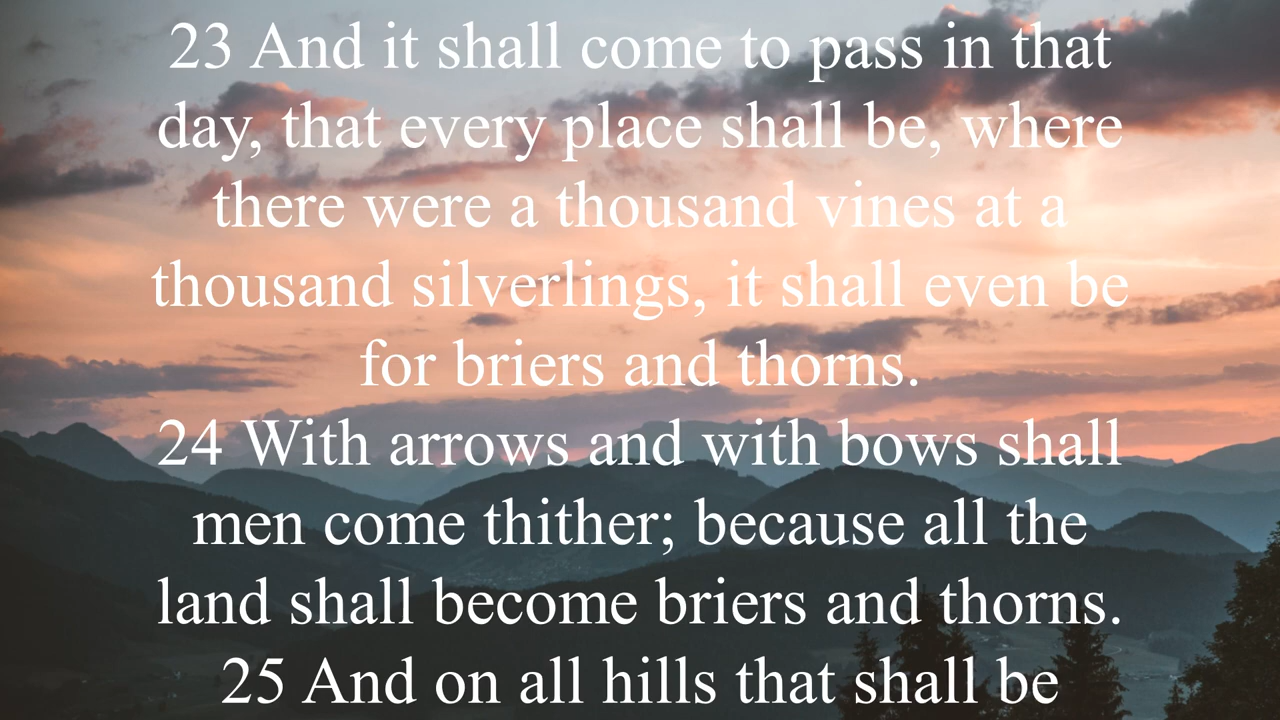 23 And it shall come to pass in that
day, that every place shall be, where
there were a thousand vines at a
thousand silverlings, it shall even be
for briers and thorns.
24 With arrows and with bows shall
men come thither; because all the
land shall become briers and thorns.
25 And on all hills that shall be